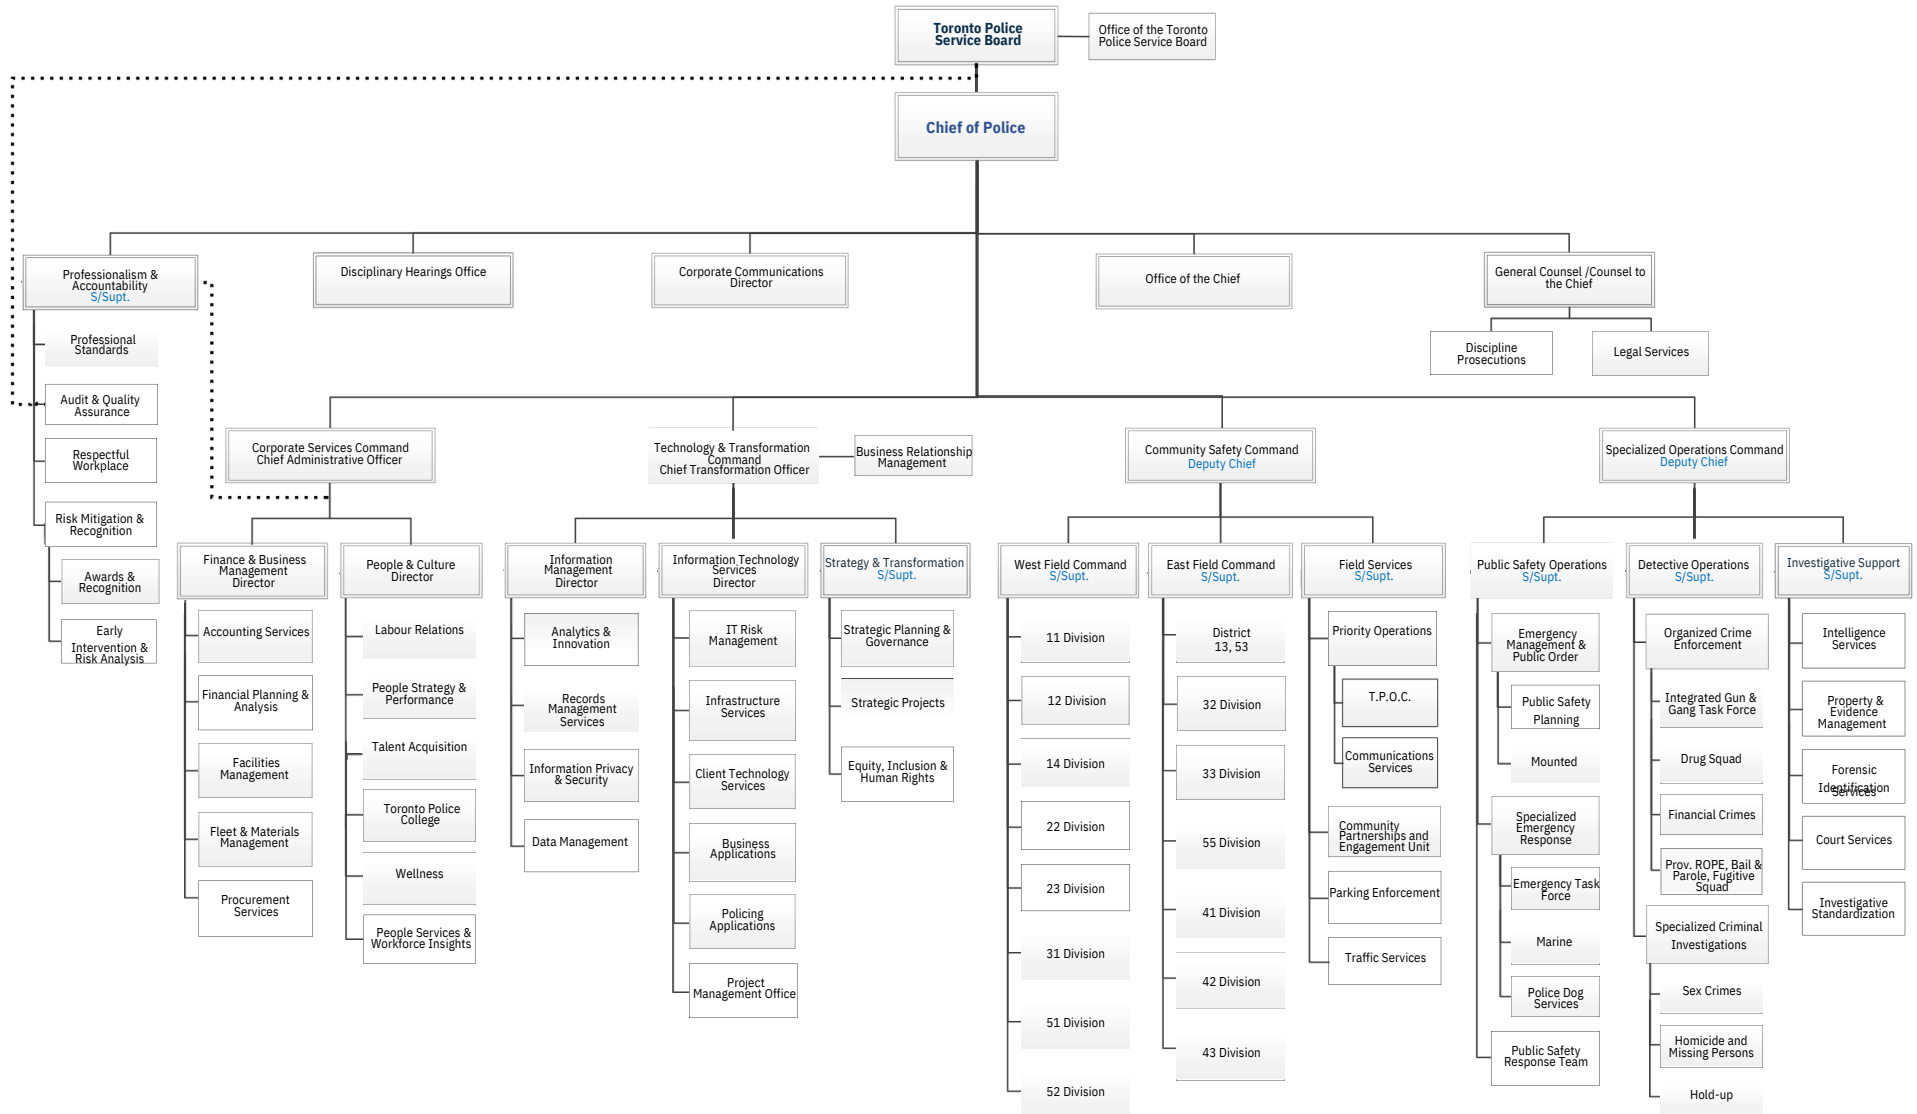 Toronto Police
Service Board
Office of the Toronto
Police Service Board
Chief of Police
Professionalism &
Accountability
S/Supt.
Disciplinary Hearings Office
Corporate Communications
Director
Office of the Chief
General Counsel /Counsel to
the Chief
Professional
Standards
Audit & Quality
Assurance
Respectful
Workplace
Risk Mitigation &
Recognition
Awards &
Recognition
Early
Intervention &
Risk Analysis
Discipline
Prosecutions
Legal Services
Corporate Services Command
Chief Administrative Officer
Technology & Transformation
Command
Chief Transformation Officer
Business Relationship
Management
Community Safety Command
Deputy Chief
Specialized Operations Command
Deputy Chief
Finance & Business
Management
Director
Accounting Services
Financial Planning &
Analysis
Facilities
Management
Fleet & Materials
Management
Procurement
Services
People & Culture
Director
Labour Relations
People Strategy &
Performance
Talent Acquisition
Toronto Police
College
Wellness
People Services &
Workforce Insights
Information
Management
Director
Analytics &
Innovation
Records
Management
Services
Information Privacy
& Security
Data Management
Information Technology
Services
Director
IT Risk
Management
Infrastructure
Services
Client Technology
Services
Business
Applications
Policing
Applications
Project
Management Office
Strategy & Transformation
S/Supt.
Strategic Planning &
Governance
Strategic Projects
Equity, Inclusion &
Human Rights
West Field Command
S/Supt.
11 Division
12 Division
14 Division
22 Division
23 Division
31 Division
51 Division
52 Division
East Field Command
S/Supt.
District
13, 53
32 Division
33 Division
55 Division
41 Division
42 Division
43 Division
Field Services
S/Supt.
Priority Operations
T.P.O.C.
Communications
Services
Community
Partnerships and
Engagement Unit
Parking Enforcement
Traffic Services
Public Safety Operations
S/Supt.
Emergency
Management &
Public Order
Public Safety
Planning
Mounted
Specialized
Emergency
Response
Emergency Task
Force
Marine
Police Dog
Services
Public Safety
Response Team
Detective Operations
S/Supt.
Organized Crime
Enforcement
Integrated Gun &
Gang Task Force
Drug Squad
Financial Crimes
Prov. ROPE, Bail &
Parole, Fugitive
Squad
Specialized Criminal
Investigations
Sex Crimes
Homicide and
Missing Persons
Hold-up
Investigative Support
S/Supt.
Intelligence
Services
Property &
Evidence
Management
Forensic
Identification
Services
Court Services
Investigative
Standardization